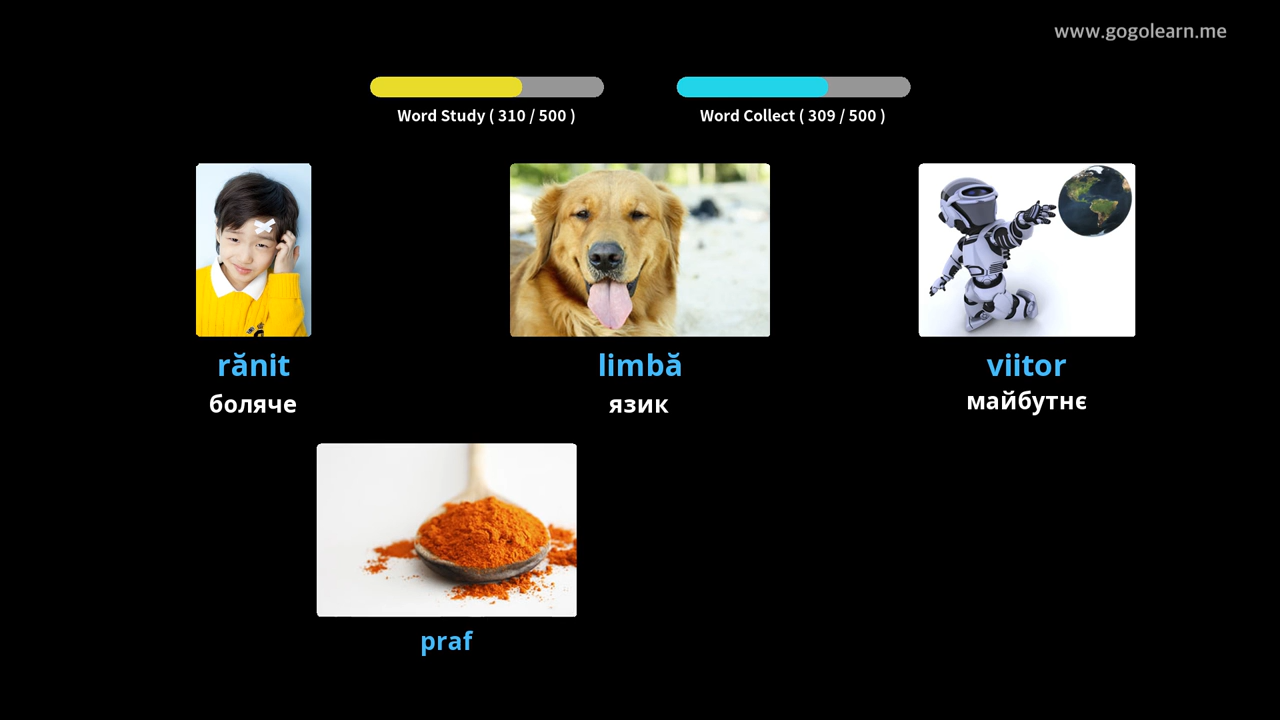 www.gogolearn.me
Word Study ( 310 / 500 )
Word Collect ( 309 / 500 )
rănit
limbă
viitor
боляче
язик
майбутнє
praf